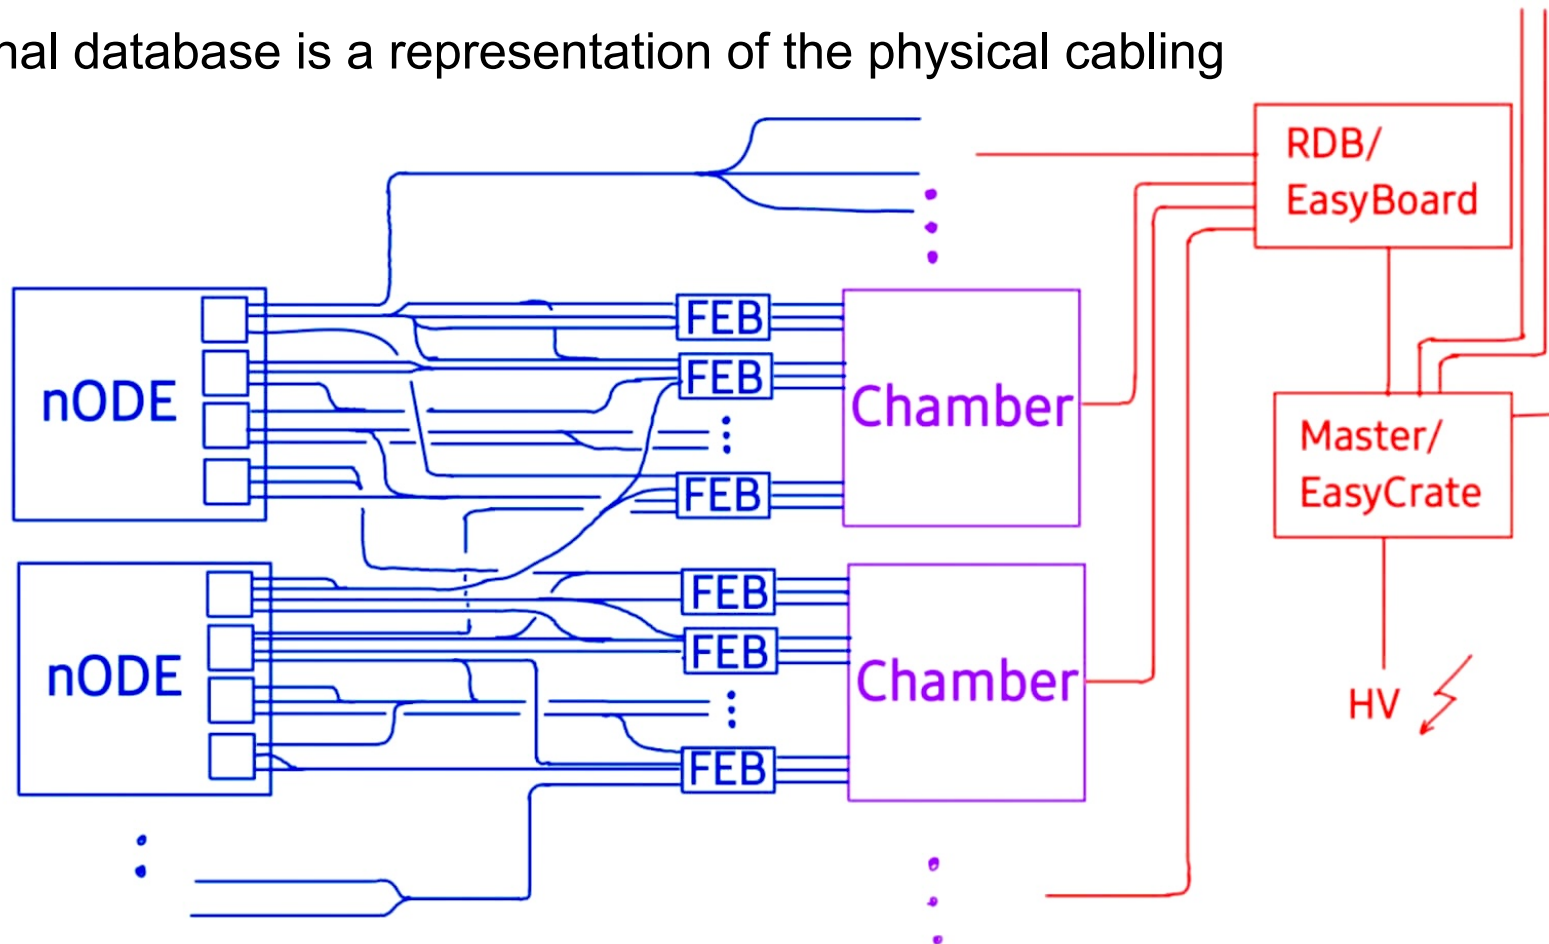 nal database is a representation of the physical cabling
RDB/
EasyBoard
nODE
FEB
FEB
FEB
Chamber
Master/
EasyCrate
nODE
FEB
FEB
FEB
Chamber
HV